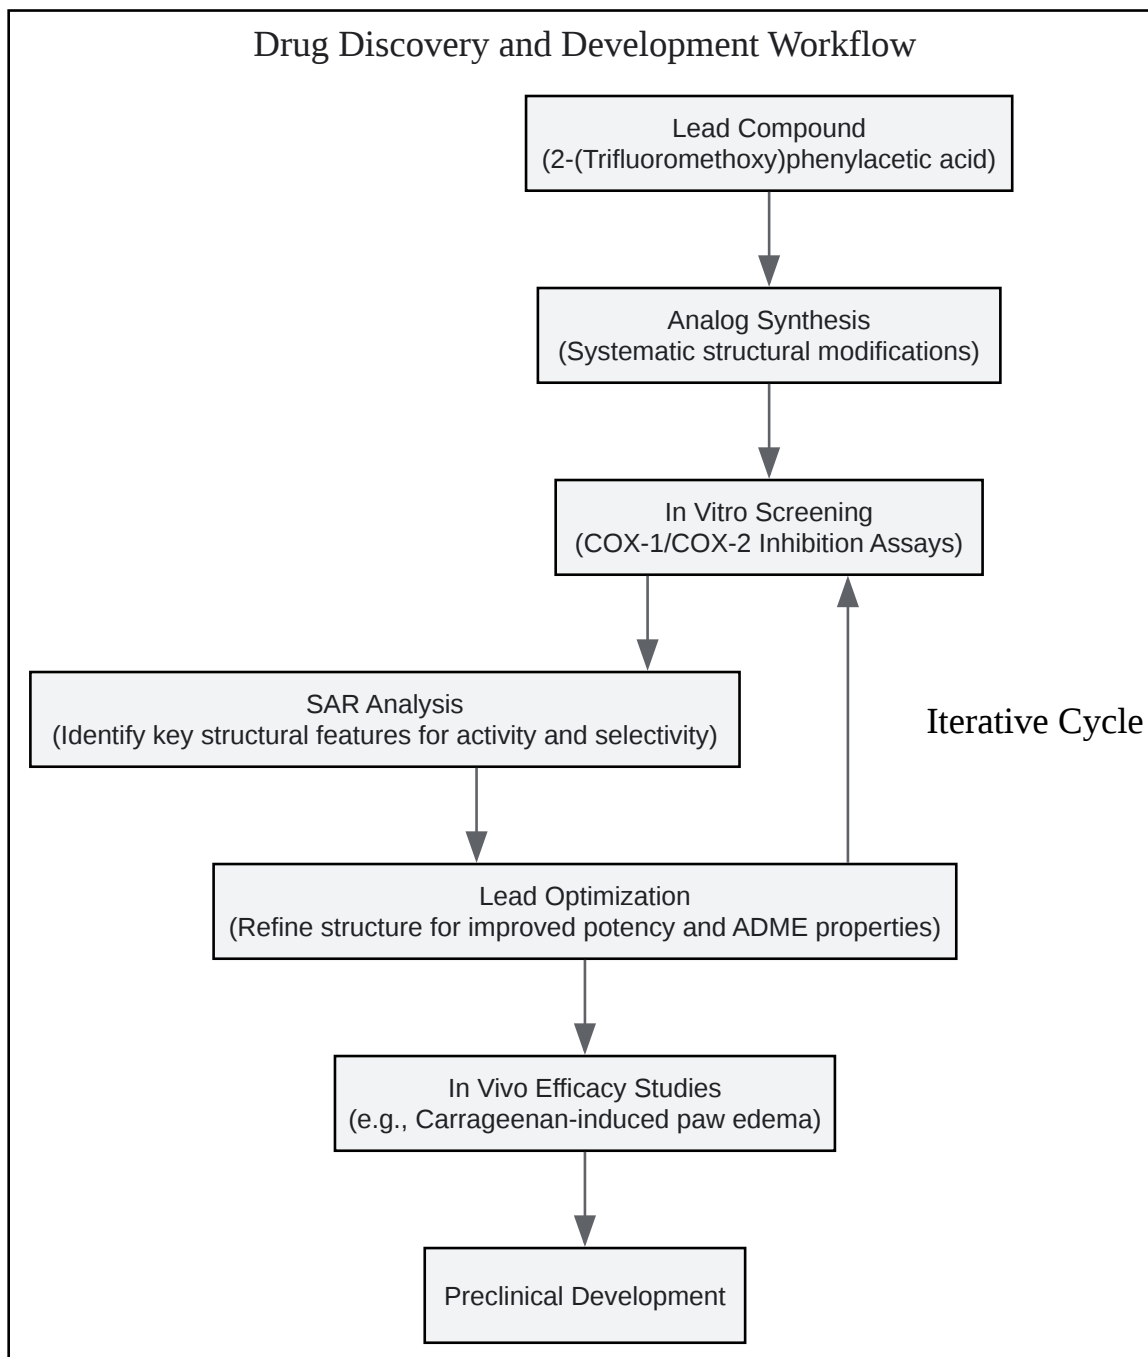 Drug Discovery and Development Workflow
Lead Compound
(2-(Trifluoromethoxy)phenylacetic acid)
Analog Synthesis
(Systematic structural modifications)
In Vitro Screening
(COX-1/COX-2 Inhibition Assays)
SAR Analysis
(Identify key structural features for activity and selectivity)
Iterative Cycle
Lead Optimization
(Refine structure for improved potency and ADME properties)
In Vivo Efficacy Studies
(e.g., Carrageenan-induced paw edema)
Preclinical Development